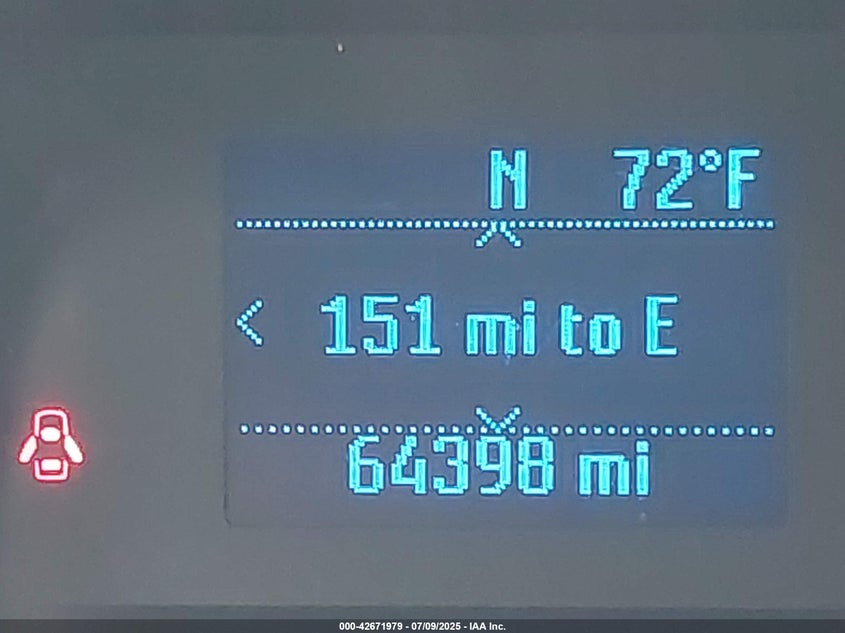 N 72°F
151 mi to E
64398 mi
000-42671979 - 07/09/2025 - IAA Inc.